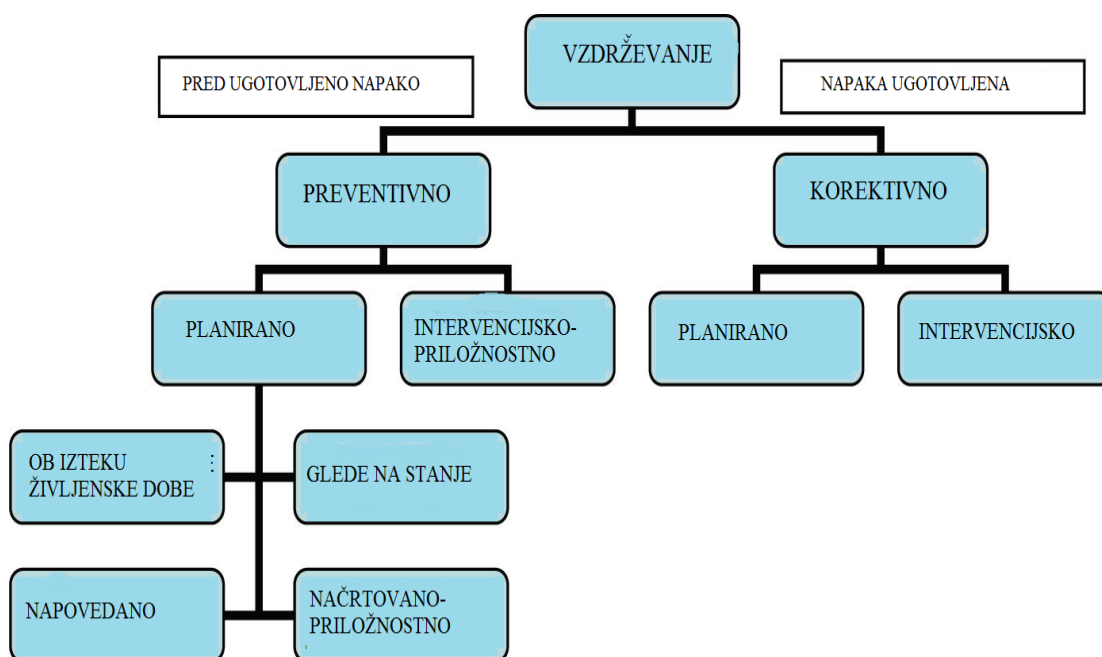 VZDRŽEVANJE
PRED UGOTOVLJENO NAPAKO
NAPAKA UGOTOVLJENA
PREVENTIVNO
KOREKTIVNO
PLANIRANO
INTERVENCIJSKO-
PRILOŽNOSTNO
PLANIRANO
INTERVENCIJSKO
OB IZTEKU
ŽIVLJENSKE DOBE
GLEDE NA STANJE
NAPOVEDANO
NAČRTOVANO-
PRILOŽNOSTNO